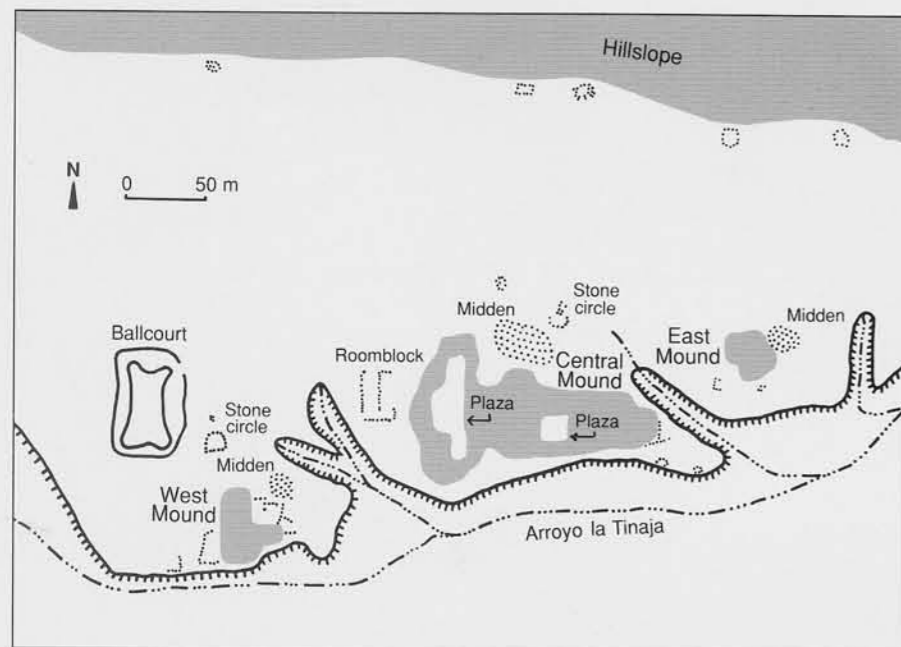 Hillslope
N
0 50 m
Stone
circle
Midden
Midden
East
Mound
Ballcourt
Roomblock
Central
Mound
Plaza
Plaza
Stone
circle
Midden
West
Mound
Arroyo la Tinaja